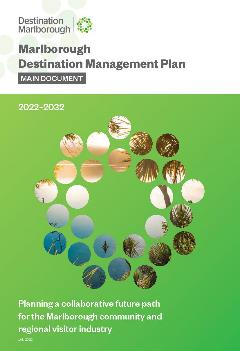 Destination
Marlborough
Marlborough
Destination Management Plan
MAIN DOCUMENT
2022–2032
Planning a collaborative future path
for the Marlborough community and
regional visitor industry